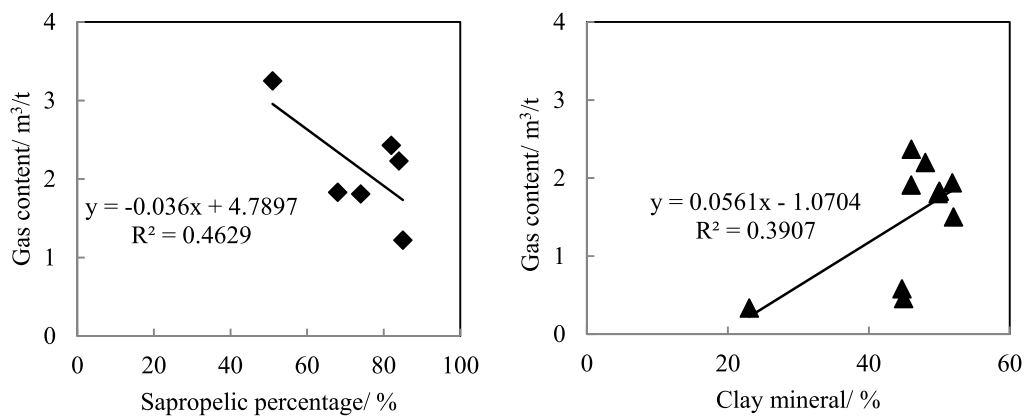 4
3
2
1
0
Gas content/ m³/t
y = -0.036x + 4.7897
R² = 0.4629
0 20 40 60 80 100
Sapropelic percentage/ %
4
3
2
1
0
Gas content/ m³/t
y = 0.0561x - 1.0704
R² = 0.3907
0 20 40 60
Clay mineral/ %